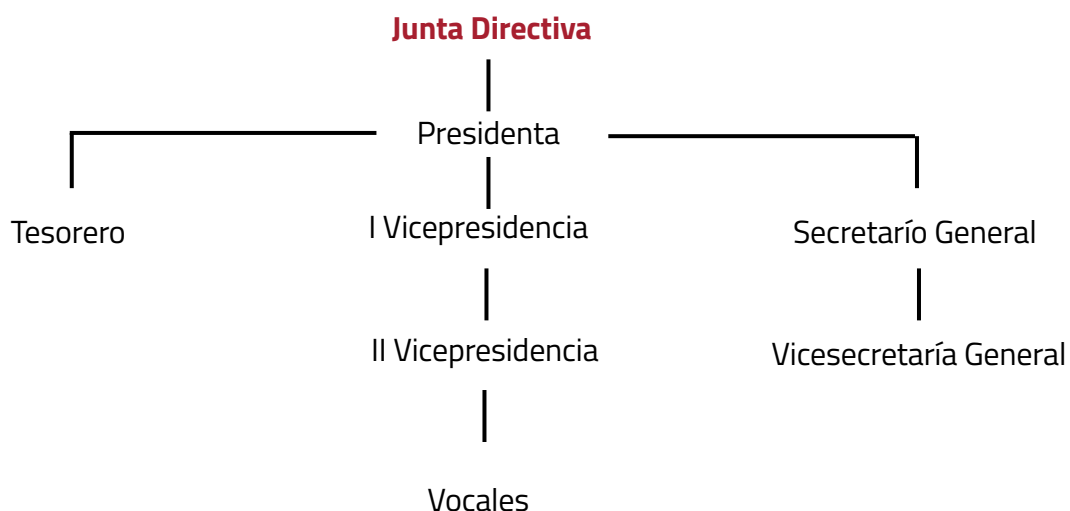 Junta Directiva
Presidenta
Tesorero
I Vicepresidencia
Secretarío General
II Vicepresidencia
Vicesecretaría General
Vocales